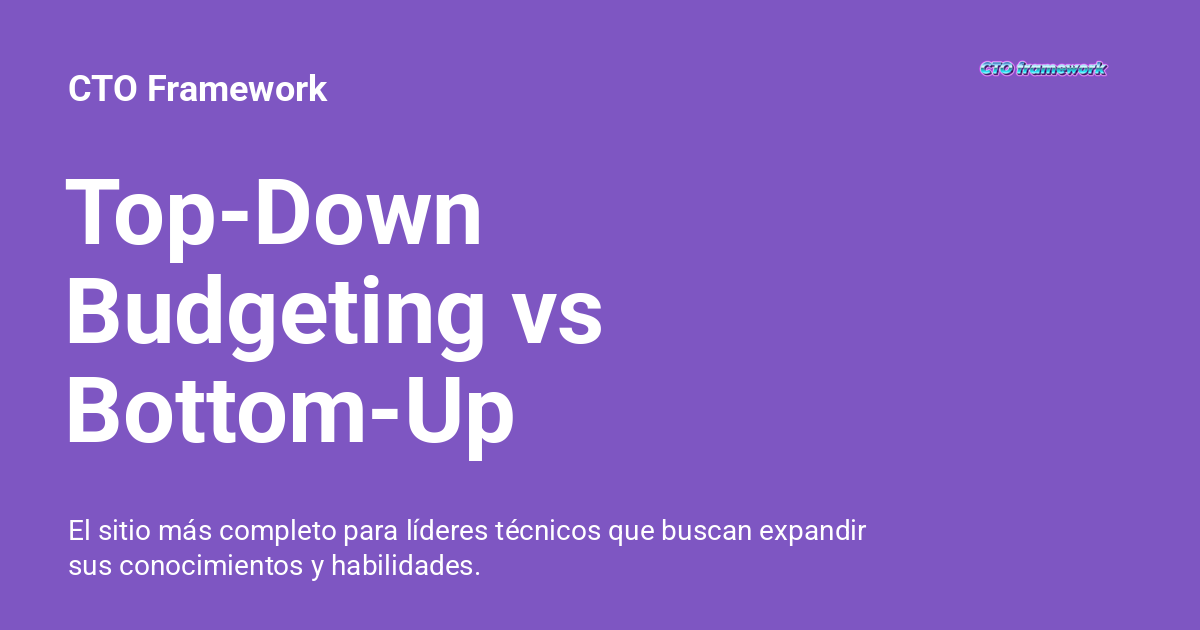 CTO Framework
CTO framework
Top-Down
Budgeting vs
Bottom-Up
El sitio más completo para líderes técnicos que buscan expandir
sus conocimientos y habilidades.